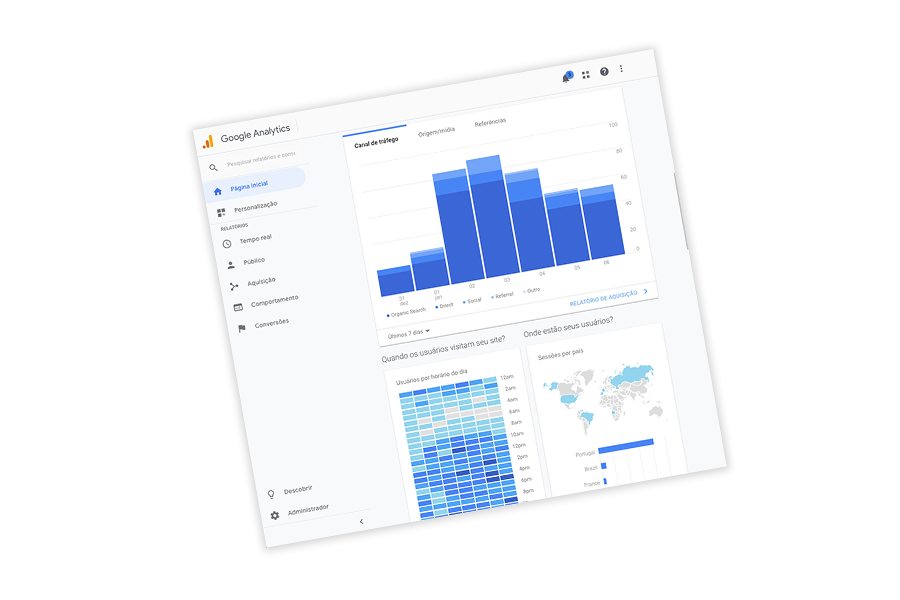 Google Analytics
Pesquisar relatórios e consu
Página inicial
Personalização
RELATÓRIOS
Tempo real
Público
Aquisição
Comportamento
Conversões
Descobrir
Administrador
Canal de tráfego
Origem/mídia
Referências
100
80
60
40
20
0
31
dez
01
jan
02
03
04
05
06
Organic Search
Direct
Social
Referral
Outro
Últimos 7 dias
RELATÓRIO DE AQUISIÇÃO
Quando os usuários visitam seu site?
Usuários por horário do dia
12am
2am
4am
6am
8am
10am
12pm
2pm
4pm
6pm
8pm
Onde estão seus usuários?
Sessões por país
Portugal
Brazil
France